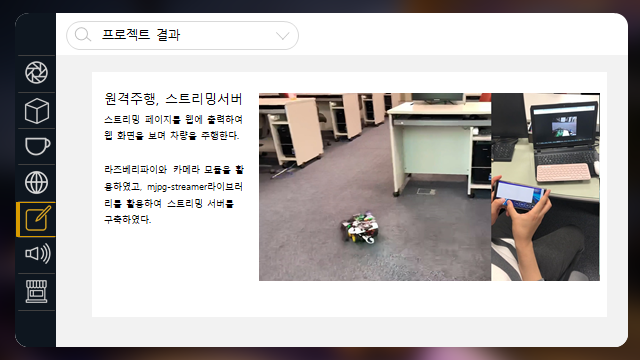 프로젝트 결과
원격주행, 스트리밍서버
스트리밍 페이지를 웹에 출력하여
웹 화면을 보며 차량을 주행한다.
라즈베리파이와 카메라 모듈을 활
용하였고, mjpg-streamer라이브러
리를 활용하여 스트리밍 서버를
구축하였다.